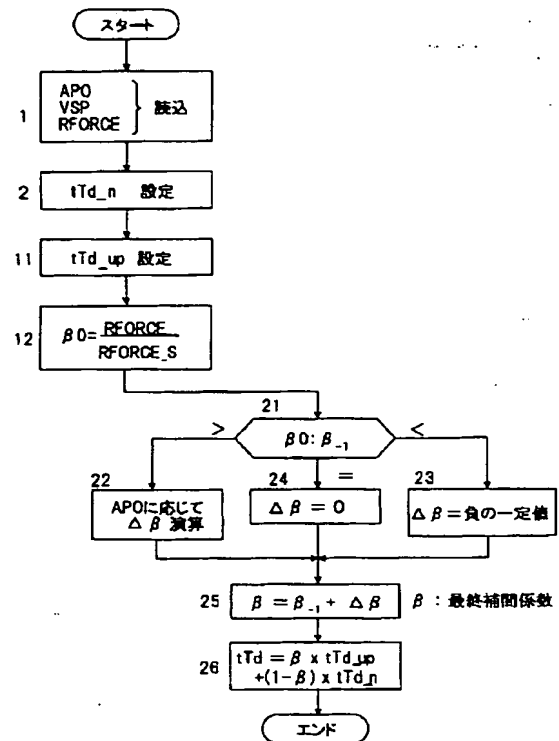 スタート
1
APO
VSP
RFORCE
読込
2
tTd_n 設定
11
tTd_up 設定
12
β0=RFORCE
RFORCE_S
21
>
β0:β-1
<
22
24
=
23
APOに応じて
Δβ 演算
Δβ=0
Δβ=負の一定値
25
β=β-1+Δβ
β:最終補間係数
26
tTd=β x tTd_up
+(1-β) x tTd_n
エンド